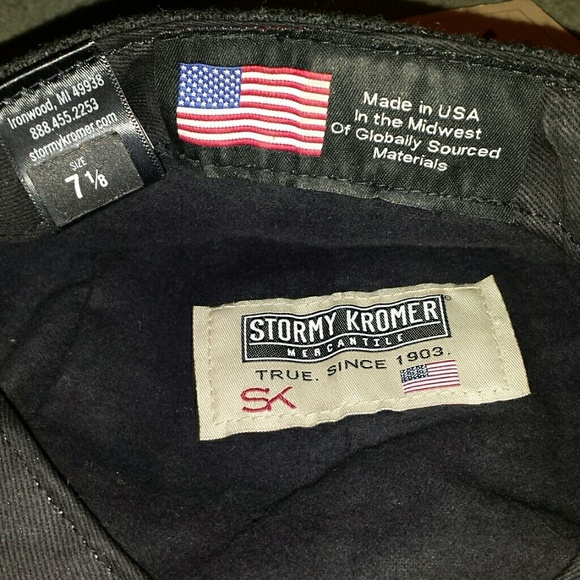 Ironwood, MI 49938
888.455.2253
stormykromer.com
SIZE
7 1/8
Made in USA
In the Midwest
Of Globally Sourced
Materials
STORMY KROMER®
MERCANTILE
TRUE. SINCE 1903.
SK